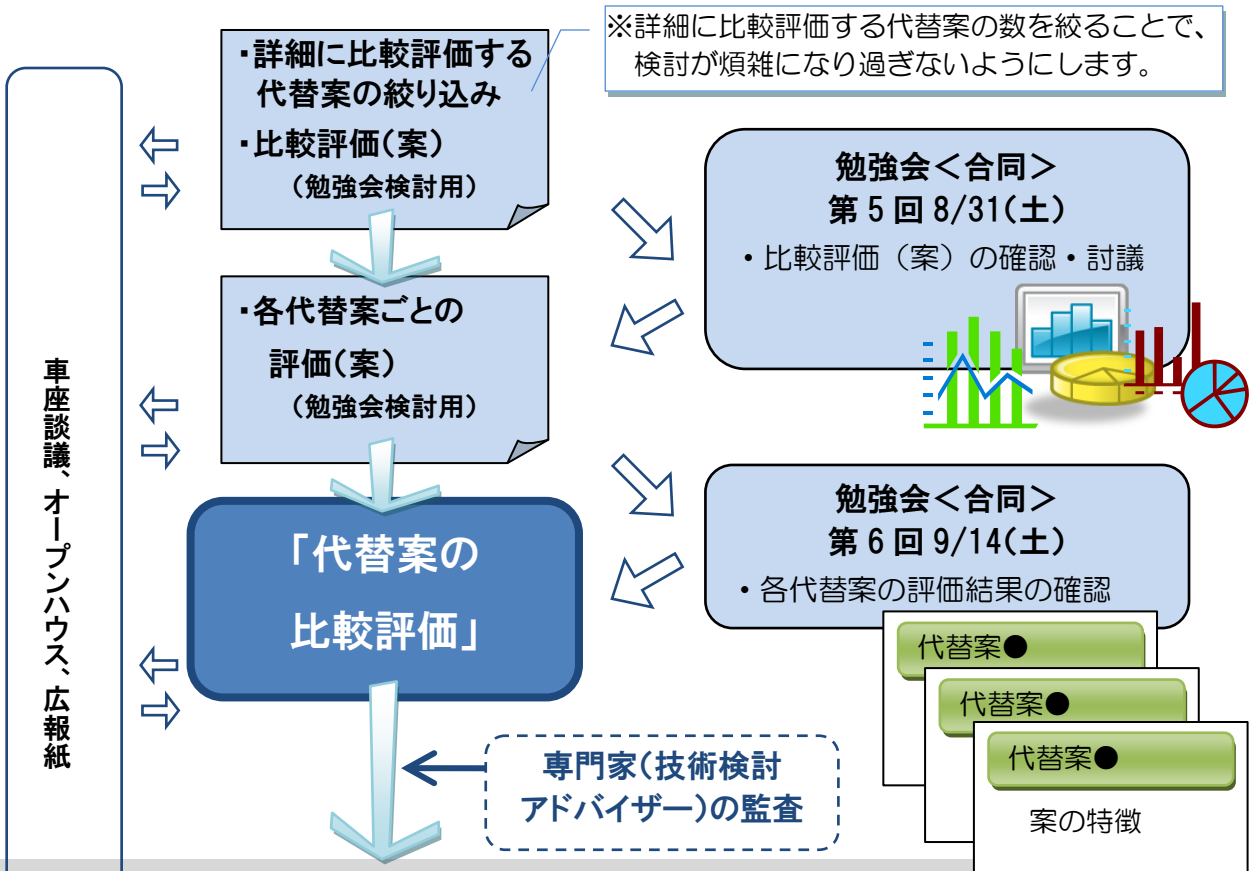 ※詳細に比較評価する代替案の数を絞ることで、
検討が煩雑になり過ぎないようにします。
・詳細に比較評価する
代替案の絞り込み
・比較評価(案)
(勉強会検討用)
勉強会<合同>
第5回 8/31(土)
・比較評価（案）の確認・討議
・各代替案ごとの
評価(案)
(勉強会検討用)
車座談議、オープンハウス、広報紙
勉強会<合同>
第6回 9/14(土)
・各代替案の評価結果の確認
「代替案の
比較評価」
代替案●
代替案●
代替案●
案の特徴
専門家(技術検討
アドバイザー)の監査